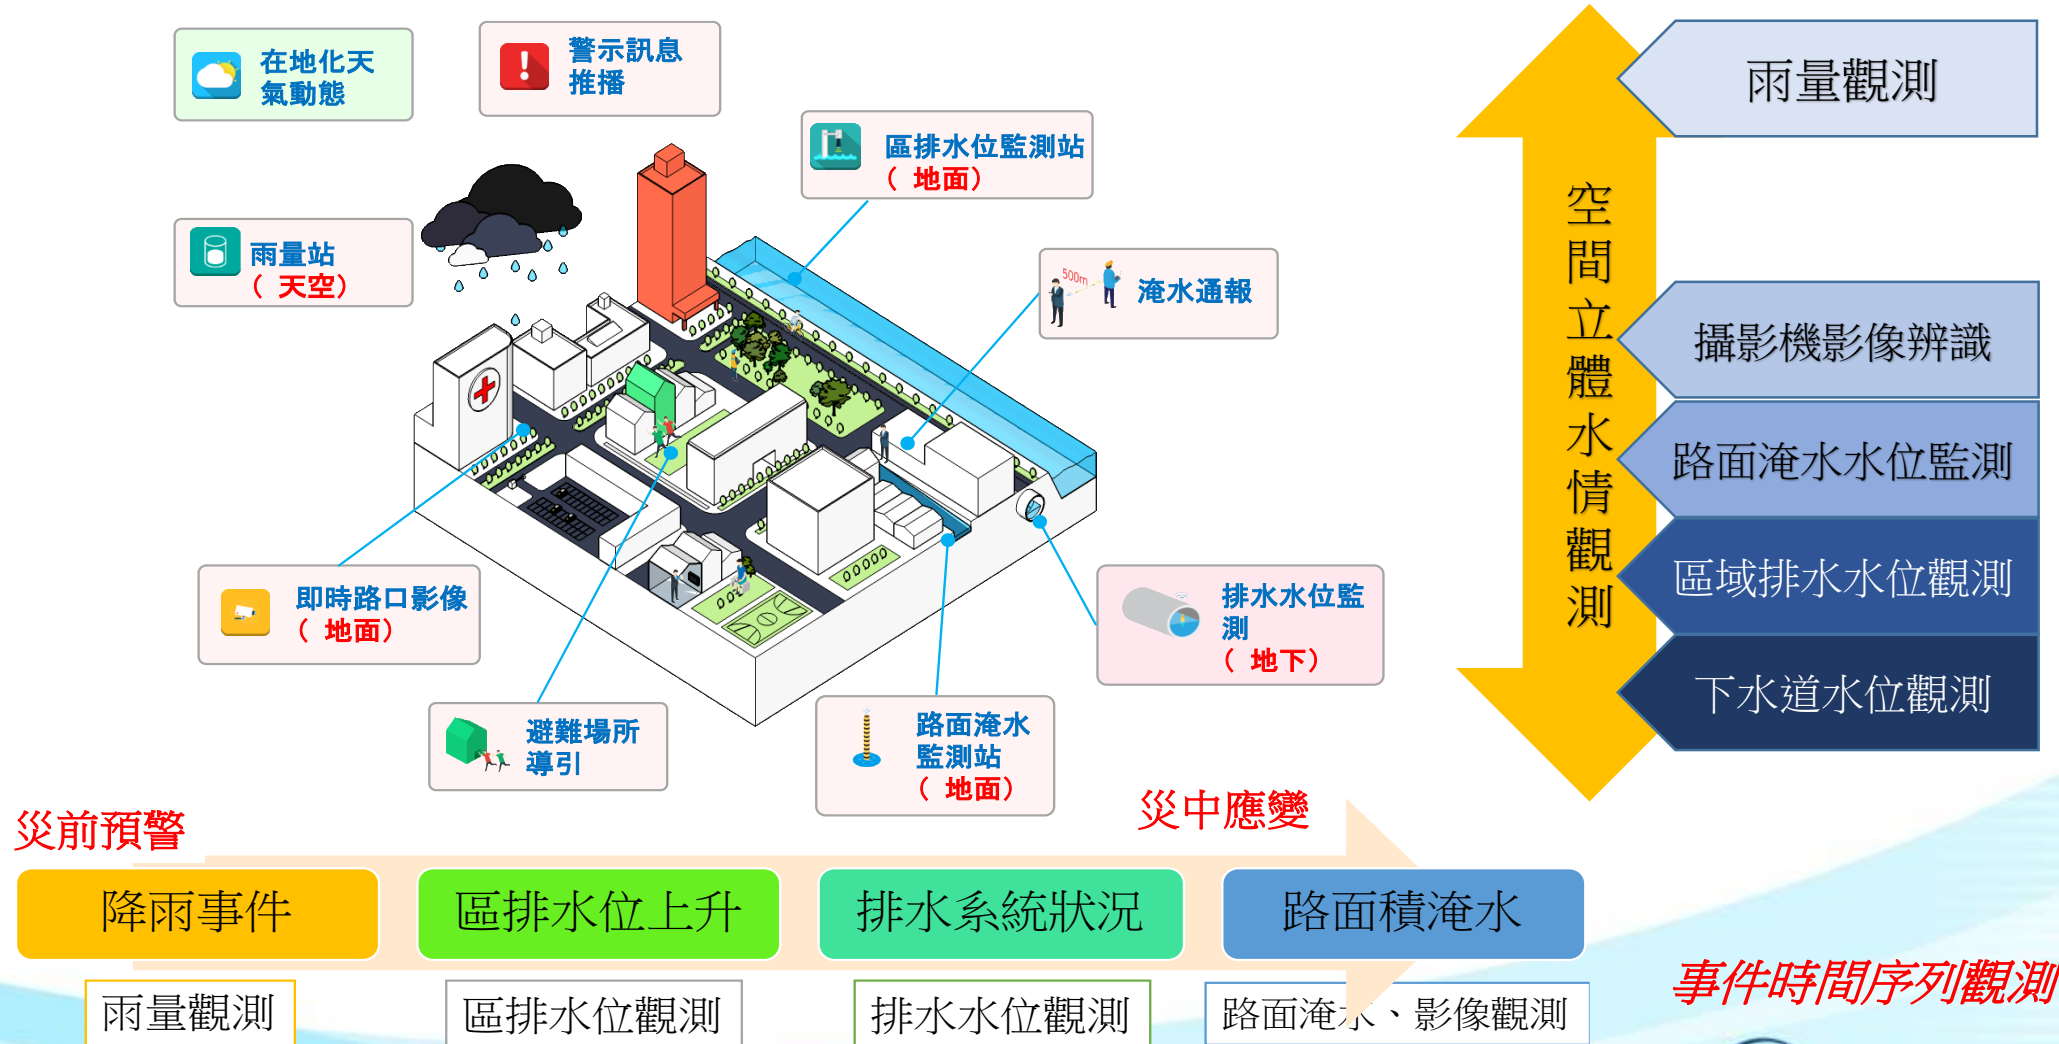 在地化天
氣動態
警示訊息
推播
區排水位監測站
（ 地面）
雨量站
（ 天空）
500m
淹水通報
即時路口影像
（ 地面）
排水水位監
測
（ 地下）
避難場所
導引
路面淹水
監測站
（ 地面）
空間立體水情觀測
雨量觀測
攝影機影像辨識
路面淹水水位監測
區域排水水位觀測
下水道水位觀測
災前預警
災中應變
降雨事件
區排水位上升
排水系統狀況
路面積淹水
雨量觀測
區排水位觀測
排水水位觀測
路面淹水、影像觀測
事件時間序列觀測